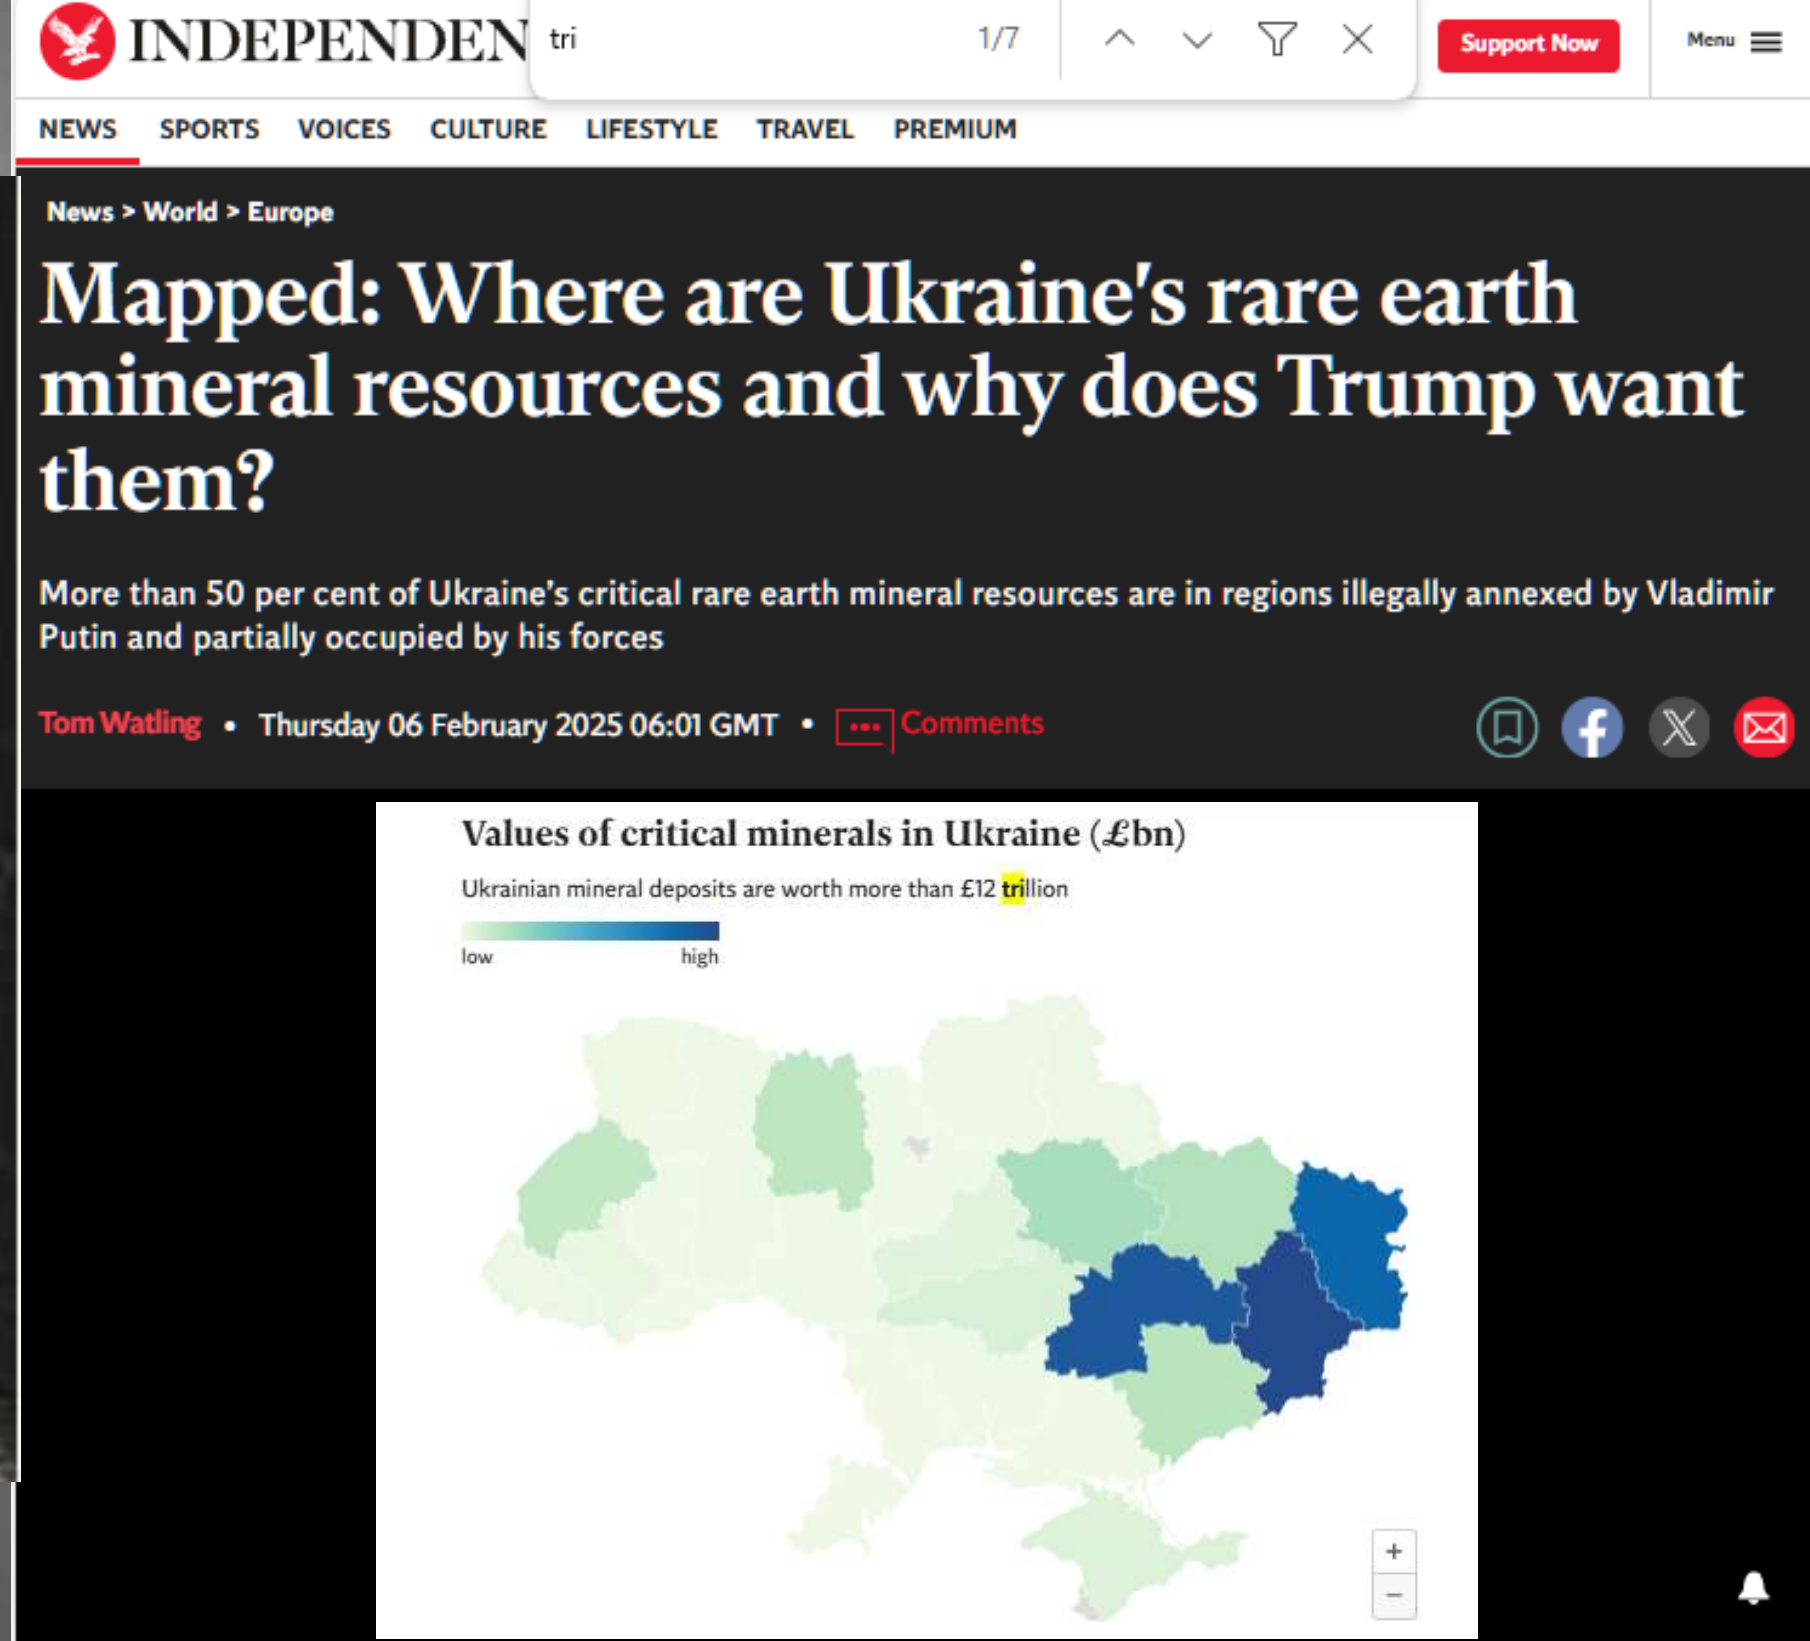 INDEPENDEN
tri
1/7
Support Now
Menu
NEWS SPORTS VOICES CULTURE LIFESTYLE TRAVEL PREMIUM
News > World > Europe
Mapped: Where are Ukraine's rare earth
mineral resources and why does Trump want
them?
More than 50 per cent of Ukraine's critical rare earth mineral resources are in regions illegally annexed by Vladimir
Putin and partially occupied by his forces
Tom Watling • Thursday 06 February 2025 06:01 GMT • Comments
Values of critical minerals in Ukraine (£bn)
Ukrainian mineral deposits are worth more than £12 trillion
low high
+
−